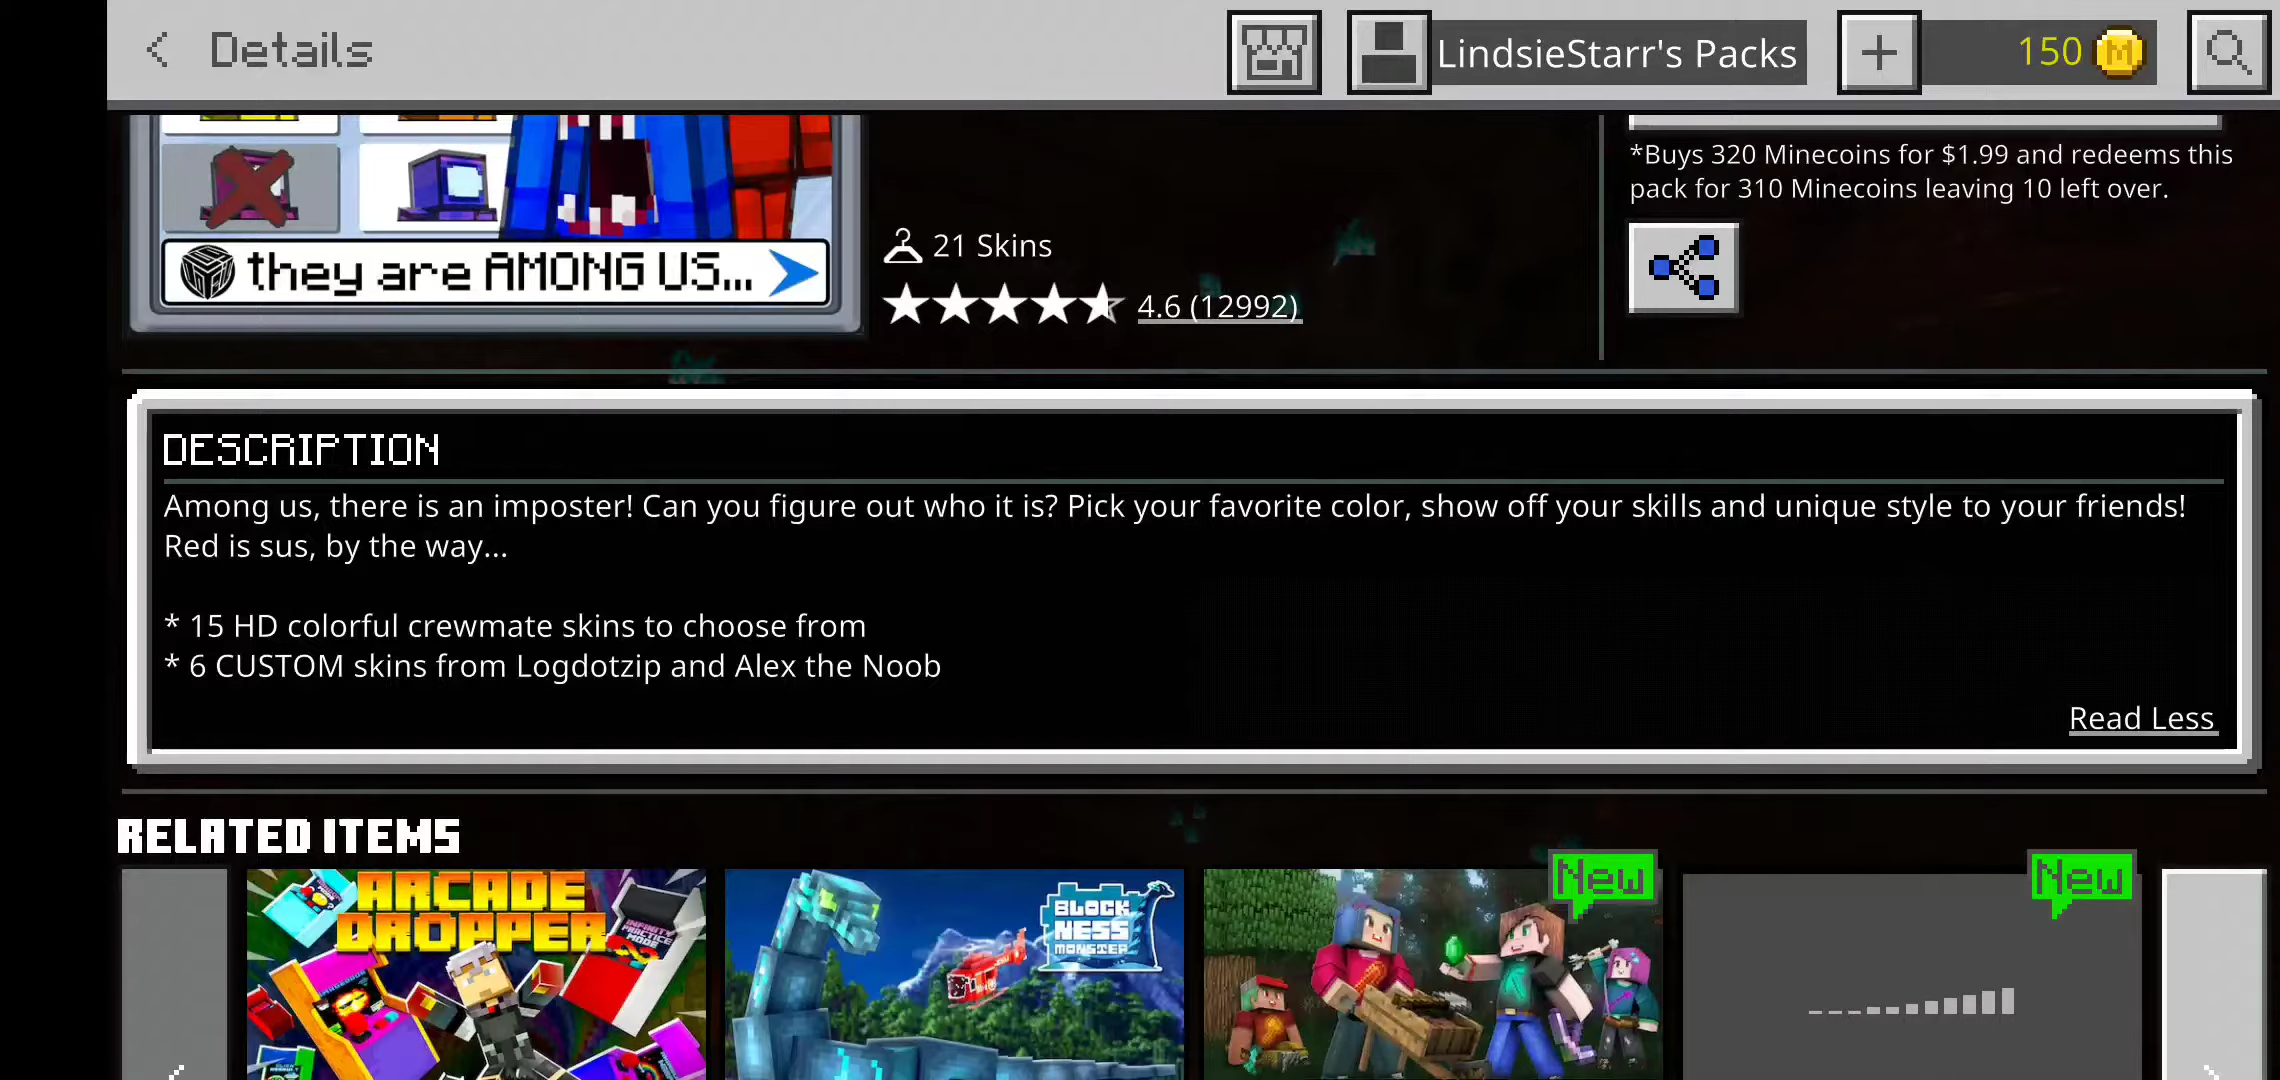 Details
LindsieStarr's Packs
150
*Buys 320 Minecoins for $1.99 and redeems this
pack for 310 Minecoins leaving 10 left over.
21 Skins
they are AMONG US...
4.6 (12992)
DESCRIPTION
Among us, there is an imposter! Can you figure out who it is? Pick your favorite color, show off your skills and unique style to your friends!
Red is sus, by the way...
* 15 HD colorful crewmate skins to choose from
* 6 CUSTOM skins from Logdotzip and Alex the Noob
Read Less
RELATED ITEMS
New
New
ARCADE
DROPPER
INFINITY
PRACTICE
MODE
BLOCK
NESS
MONSTER